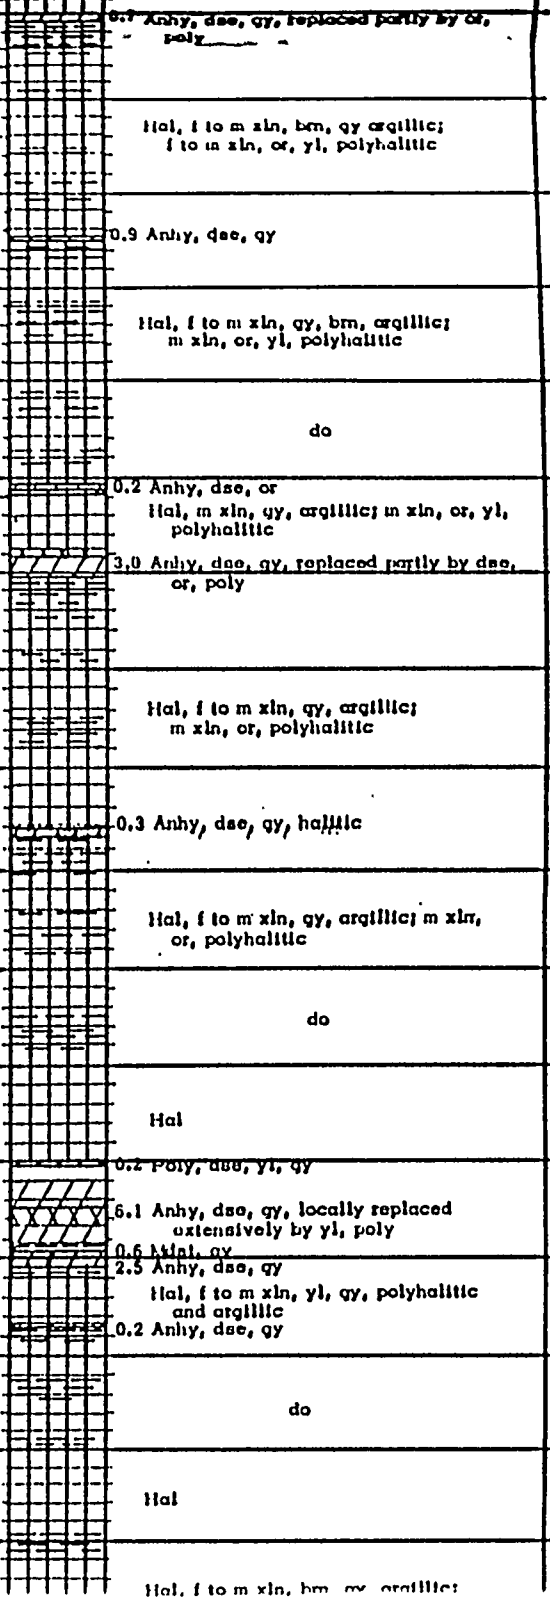 0.7 Anhy, dse, gy, replaced partly by or,
poly
Hal, f to m xln, brn, gy argillic;
f to m xln, or, yl, polyhalitic
0.9 Anhy, dse, gy
Hal, f to m xln, gy, brn, argillic;
m xln, or, yl, polyhalitic
do
0.2 Anhy, dse, or
Hal, m xln, gy, argillic; m xln, or, yl,
polyhalitic
3.0 Anhy, dse, gy, replaced partly by dse,
or, poly
Hal, f to m xln, gy, argillic;
m xln, or, polyhalitic
0.3 Anhy, dse, gy, halitic
Hal, f to m xln, gy, argillic; m xln,
or, polyhalitic
do
Hal
0.2 Poly, dse, yl, gy
6.1 Anhy, dse, gy, locally replaced
extensively by yl, poly
0.6 gy
2.5 Anhy, dse, gy
Hal, f to m xln, yl, gy, polyhalitic
and argillic
0.2 Anhy, dse, gy
do
Hal
Hal, f to m xln, brn, gy, argillic;